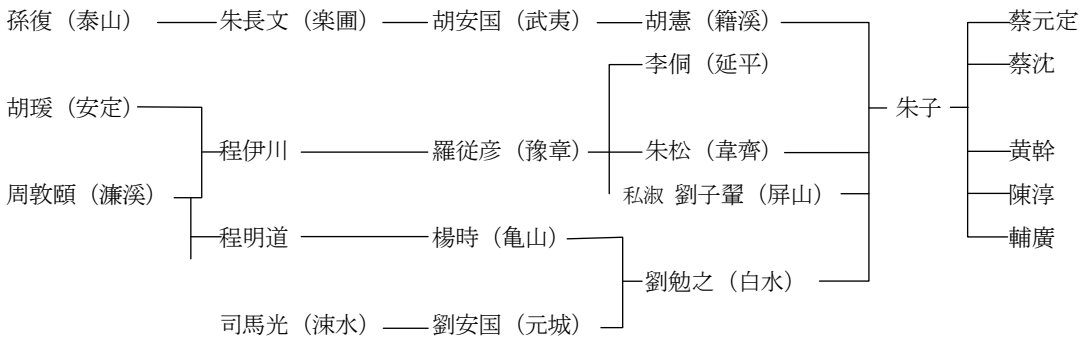 孫復（泰山） 朱長文（楽圃） 胡安国（武夷） 胡憲（籍溪） 蔡元定
李侗（延平） 蔡沈
胡瑗（安定） 朱子
程伊川 羅従彦（豫章） 朱松（韋齊） 黄幹
周敦頤（濂溪） 私淑 劉子翬（屏山） 陳淳
程明道 楊時（亀山） 輔廣
劉勉之（白水）
司馬光（涑水） 劉安国（元城）